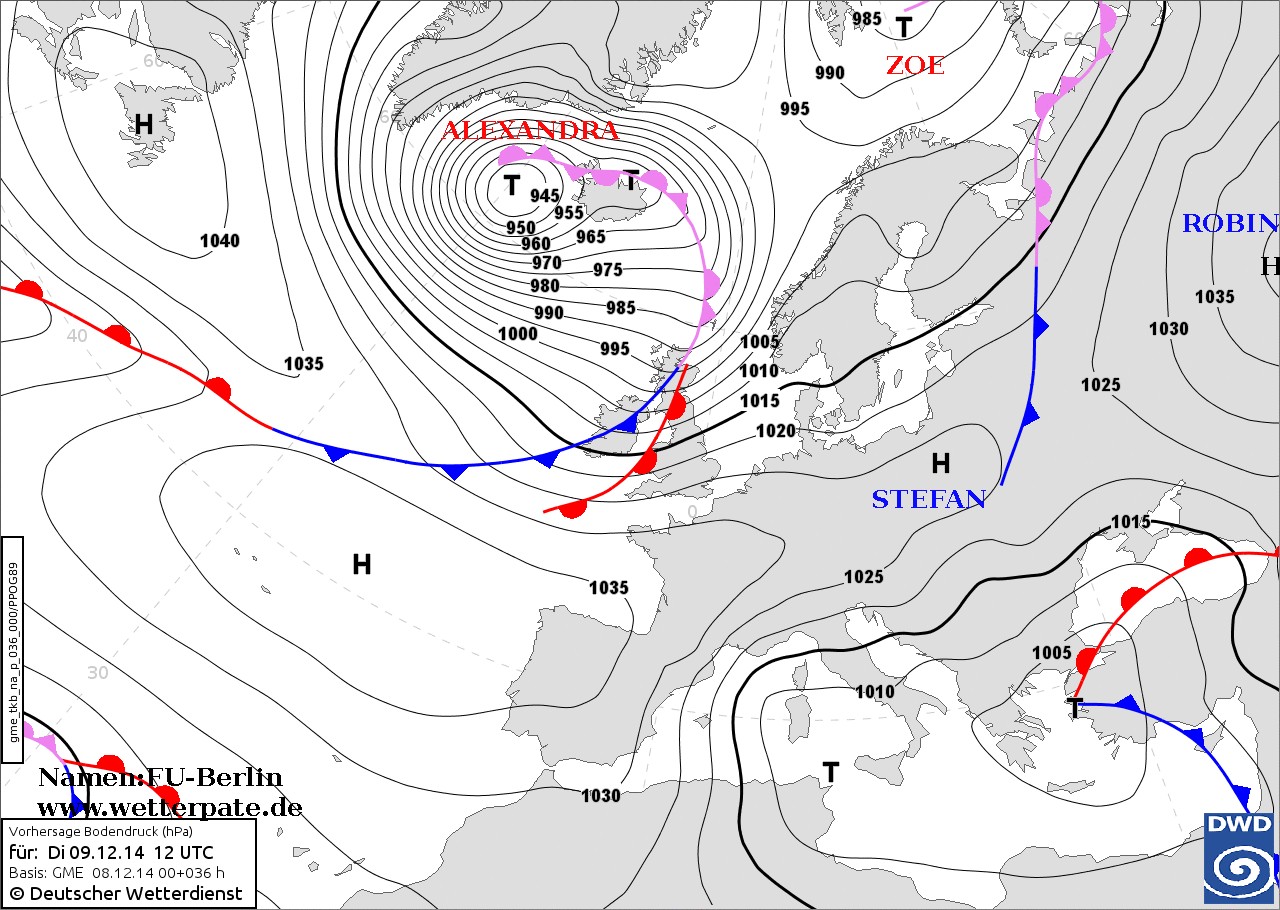 985
T
ZOE
60
60
990
995
H
ALEXANDRA
60
T
T
945
955
950
960
965
970
975
980
985
990
1000
995
1040
ROBIN
H
1035
1030
1025
40
1035
1005
1010
1015
1020
H
STEFAN
0
1015
H
1025
1035
1005
1010
T
30
T
1030
gme_tkb_na_p_036_000/PPOG89
Namen:FU-Berlin
www.wetterpate.de
Vorhersage Bodendruck (hPa)
für: Di 09.12.14 12 UTC
Basis: GME 08.12.14 00+036 h
© Deutscher Wetterdienst
DWD